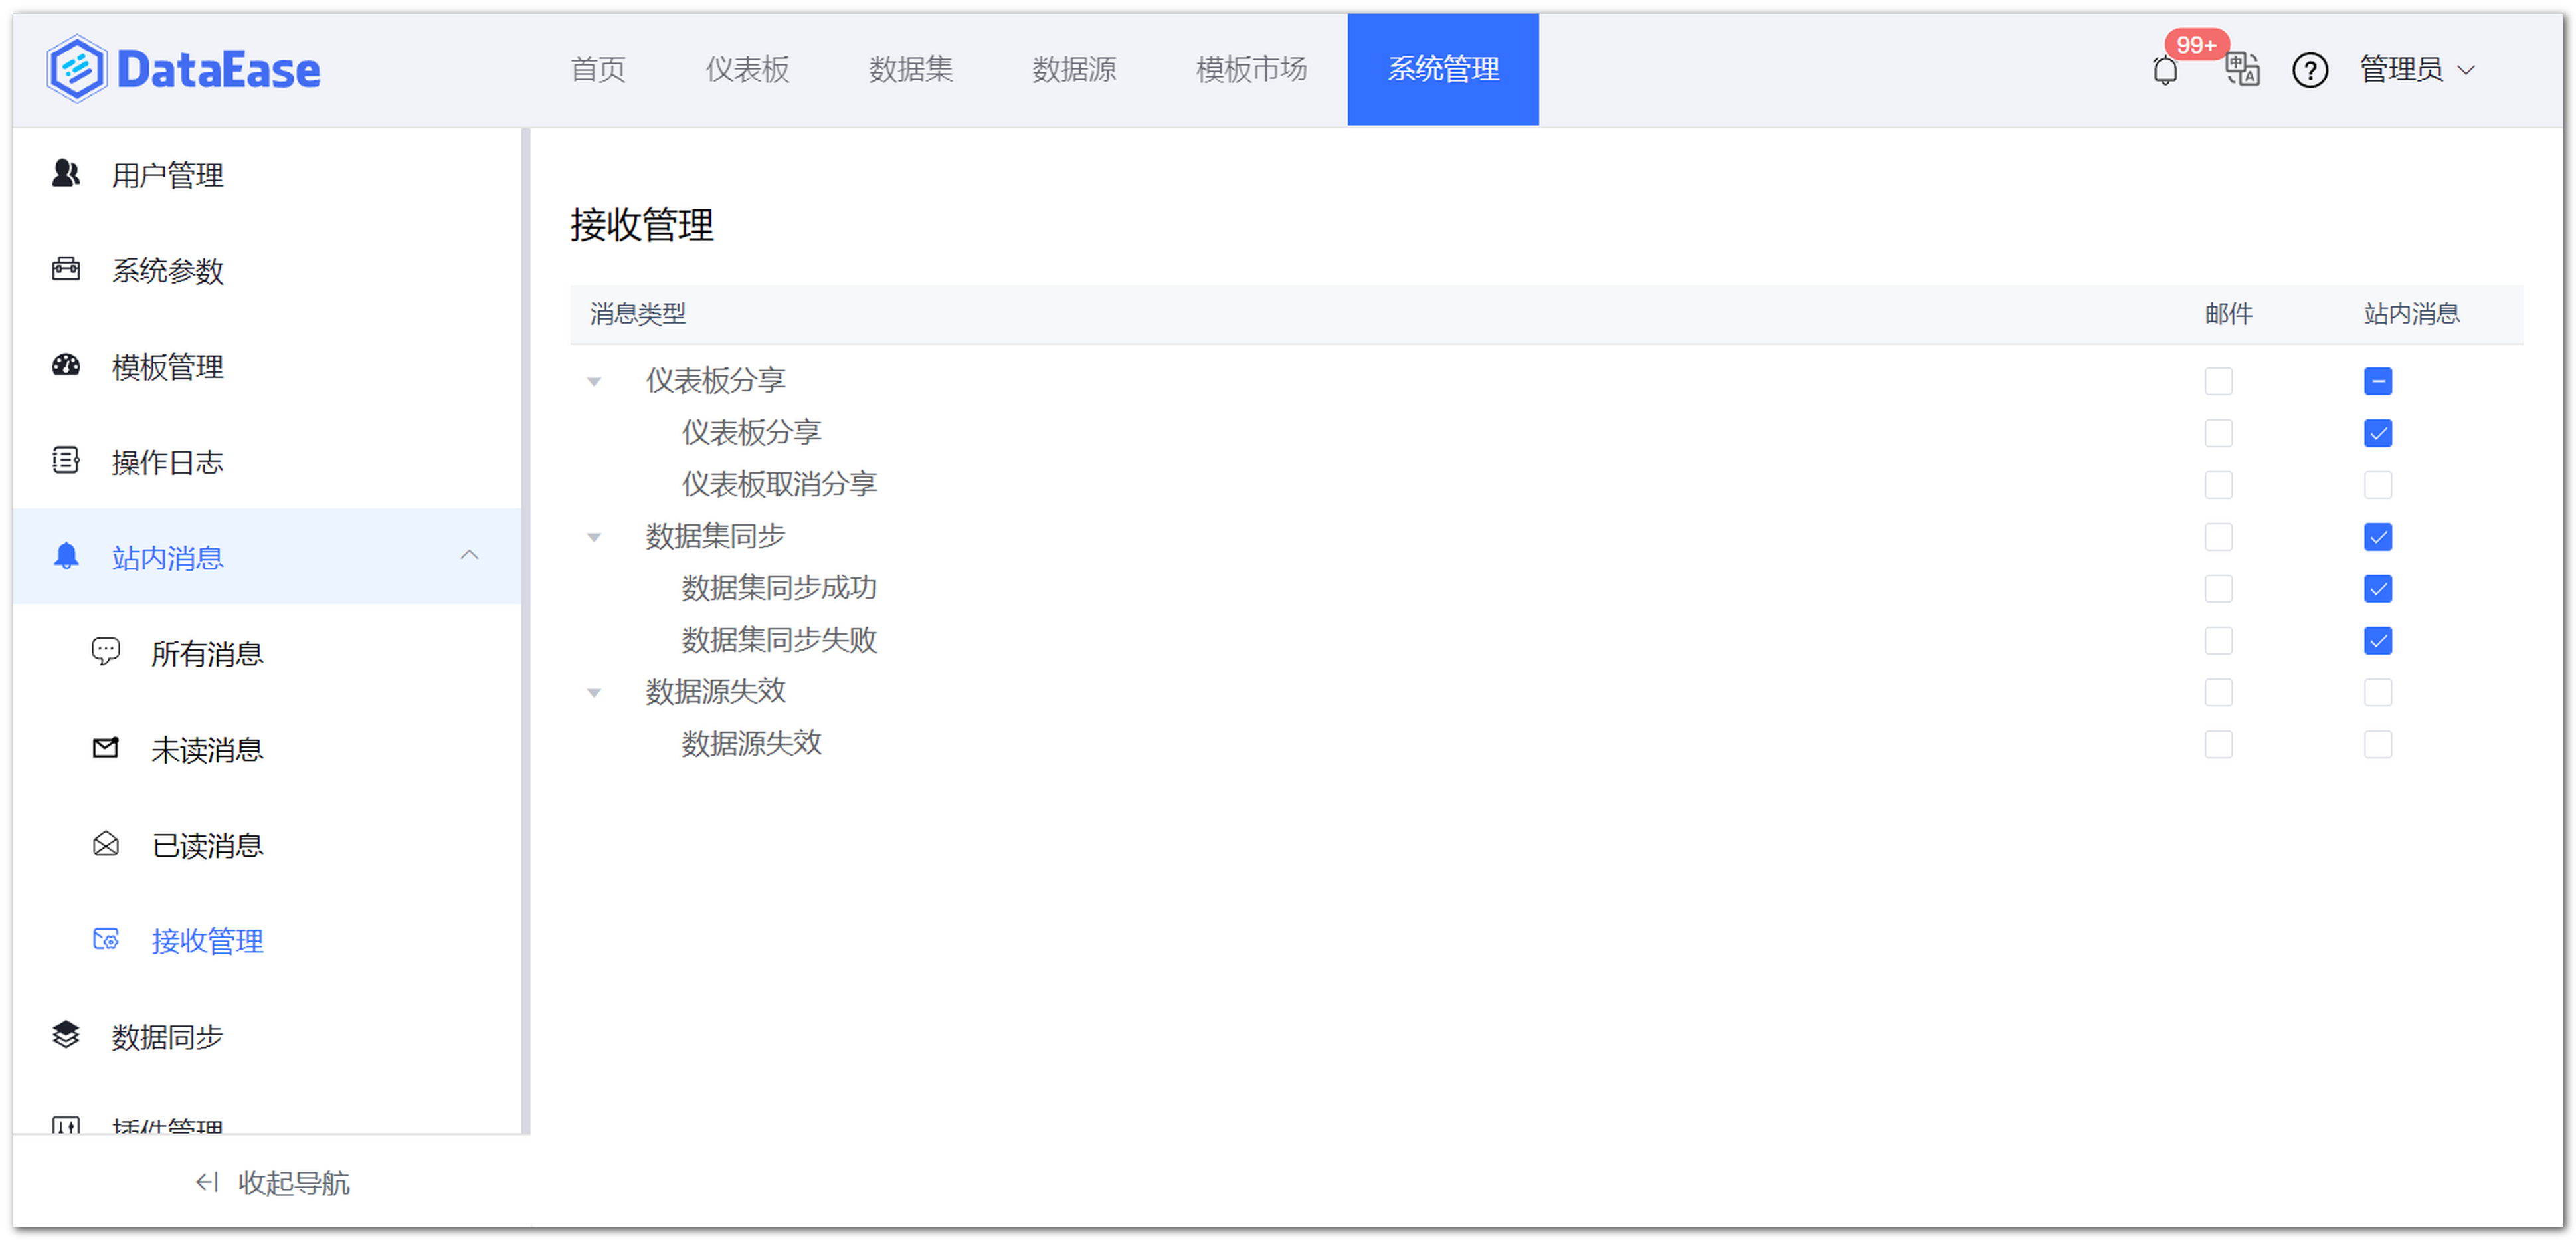 DataEase
首页 仪表板 数据集 数据源 模板市场 系统管理 99+ 中 A ? 管理员
用户管理
系统参数
模板管理
操作日志
站内消息
所有消息
未读消息
已读消息
接收管理
数据同步
插件管理
收起导航
接收管理
消息类型 邮件 站内消息
仪表板分享
仪表板分享
仪表板取消分享
数据集同步
数据集同步成功
数据集同步失败
数据源失效
数据源失效